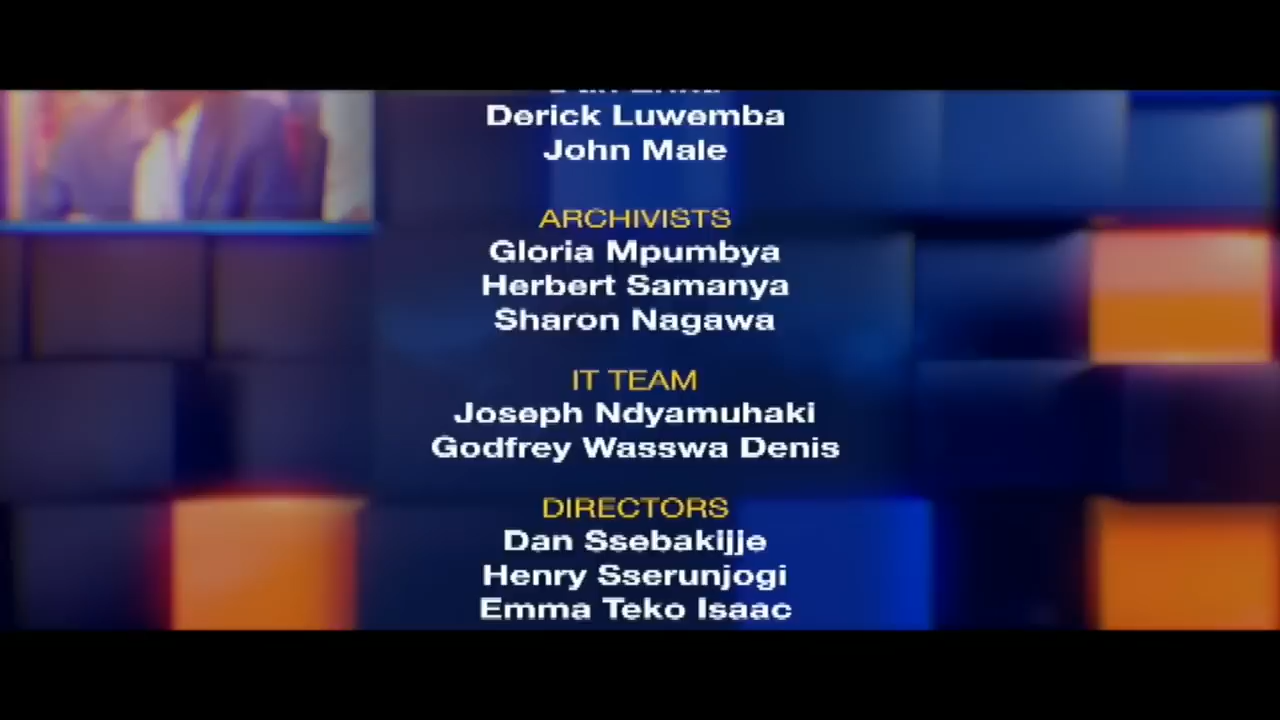 Derick Luwemba
John Male
ARCHIVISTS
Gloria Mpumbya
Herbert Samanya
Sharon Nagawa
IT TEAM
Joseph Ndyamuhaki
Godfrey Wasswa Denis
DIRECTORS
Dan Ssebakijje
Henry Sserunjogi
Emma Teko Isaac